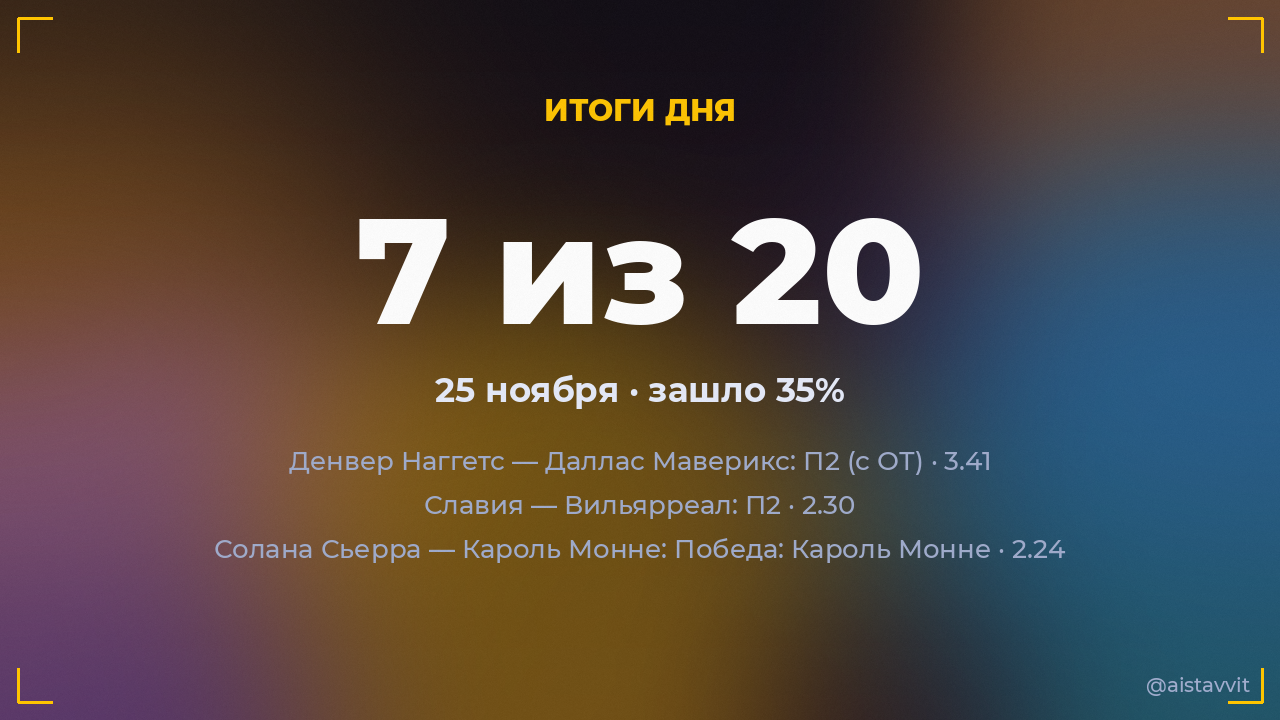 ИТОГИ ДНЯ
7 из 20
25 ноября · зашло 35%
Денвер Наггетс — Даллас Маверикс: П2 (с ОТ) · 3.41
Славия — Вильярреал: П2 · 2.30
Солана Сьерра — Кароль Монне: Победа: Кароль Монне · 2.24
@aistavvit